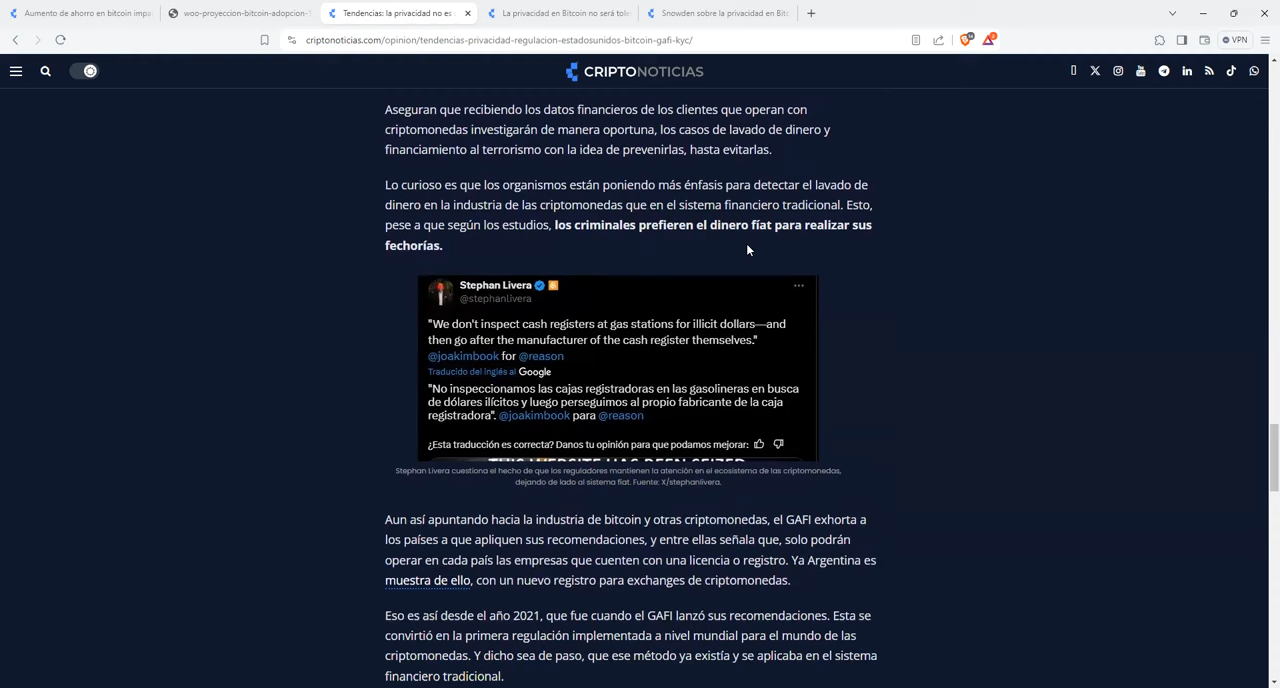 Aumento de ahorro en bitcoin impa
woo-proyeccion-bitcoin-adopcion-1
Tendencias: la privacidad no es
La privacidad en Bitcoin no será tole
Snowden sobre la privacidad en Bit
criptonoticias.com/opinion/tendencias-privacidad-regulacion-estadosunidos-bitcoin-gafi-kyc/
VPN
CRIPTONOTICIAS
Aseguran que recibiendo los datos financieros de los clientes que operan con
criptomonedas investigarán de manera oportuna, los casos de lavado de dinero y
financiamiento al terrorismo con la idea de prevenirlas, hasta evitarlas.
Lo curioso es que los organismos están poniendo más énfasis para detectar el lavado de
dinero en la industria de las criptomonedas que en el sistema financiero tradicional. Esto,
pese a que según los estudios, los criminales prefieren el dinero fíat para realizar sus
fechorías.
Stephan Livera
@stephanlivera
"We don't inspect cash registers at gas stations for illicit dollars—and
then go after the manufacturer of the cash register themselves."
@joakimbook for @reason
Traducido del inglés al Google
"No inspeccionamos las cajas registradoras en las gasolineras en busca
de dólares ilícitos y luego perseguimos al propio fabricante de la caja
registradora". @joakimbook para @reason
¿Esta traducción es correcta? Danos tu opinión para que podamos mejorar:
THIS WEBSITE HAS BEEN SEIZED
Stephan Livera cuestiona el hecho de que los reguladores mantienen la atención en el ecosistema de las criptomonedas,
dejando de lado al sistema fíat. Fuente: X/stephanlivera.
Aun así apuntando hacia la industria de bitcoin y otras criptomonedas, el GAFI exhorta a
los países a que apliquen sus recomendaciones, y entre ellas señala que, solo podrán
operar en cada país las empresas que cuenten con una licencia o registro. Ya Argentina es
muestra de ello, con un nuevo registro para exchanges de criptomonedas.
Eso es así desde el año 2021, que fue cuando el GAFI lanzó sus recomendaciones. Esta se
convirtió en la primera regulación implementada a nivel mundial para el mundo de las
criptomonedas. Y dicho sea de paso, que ese método ya existía y se aplicaba en el sistema
financiero tradicional.